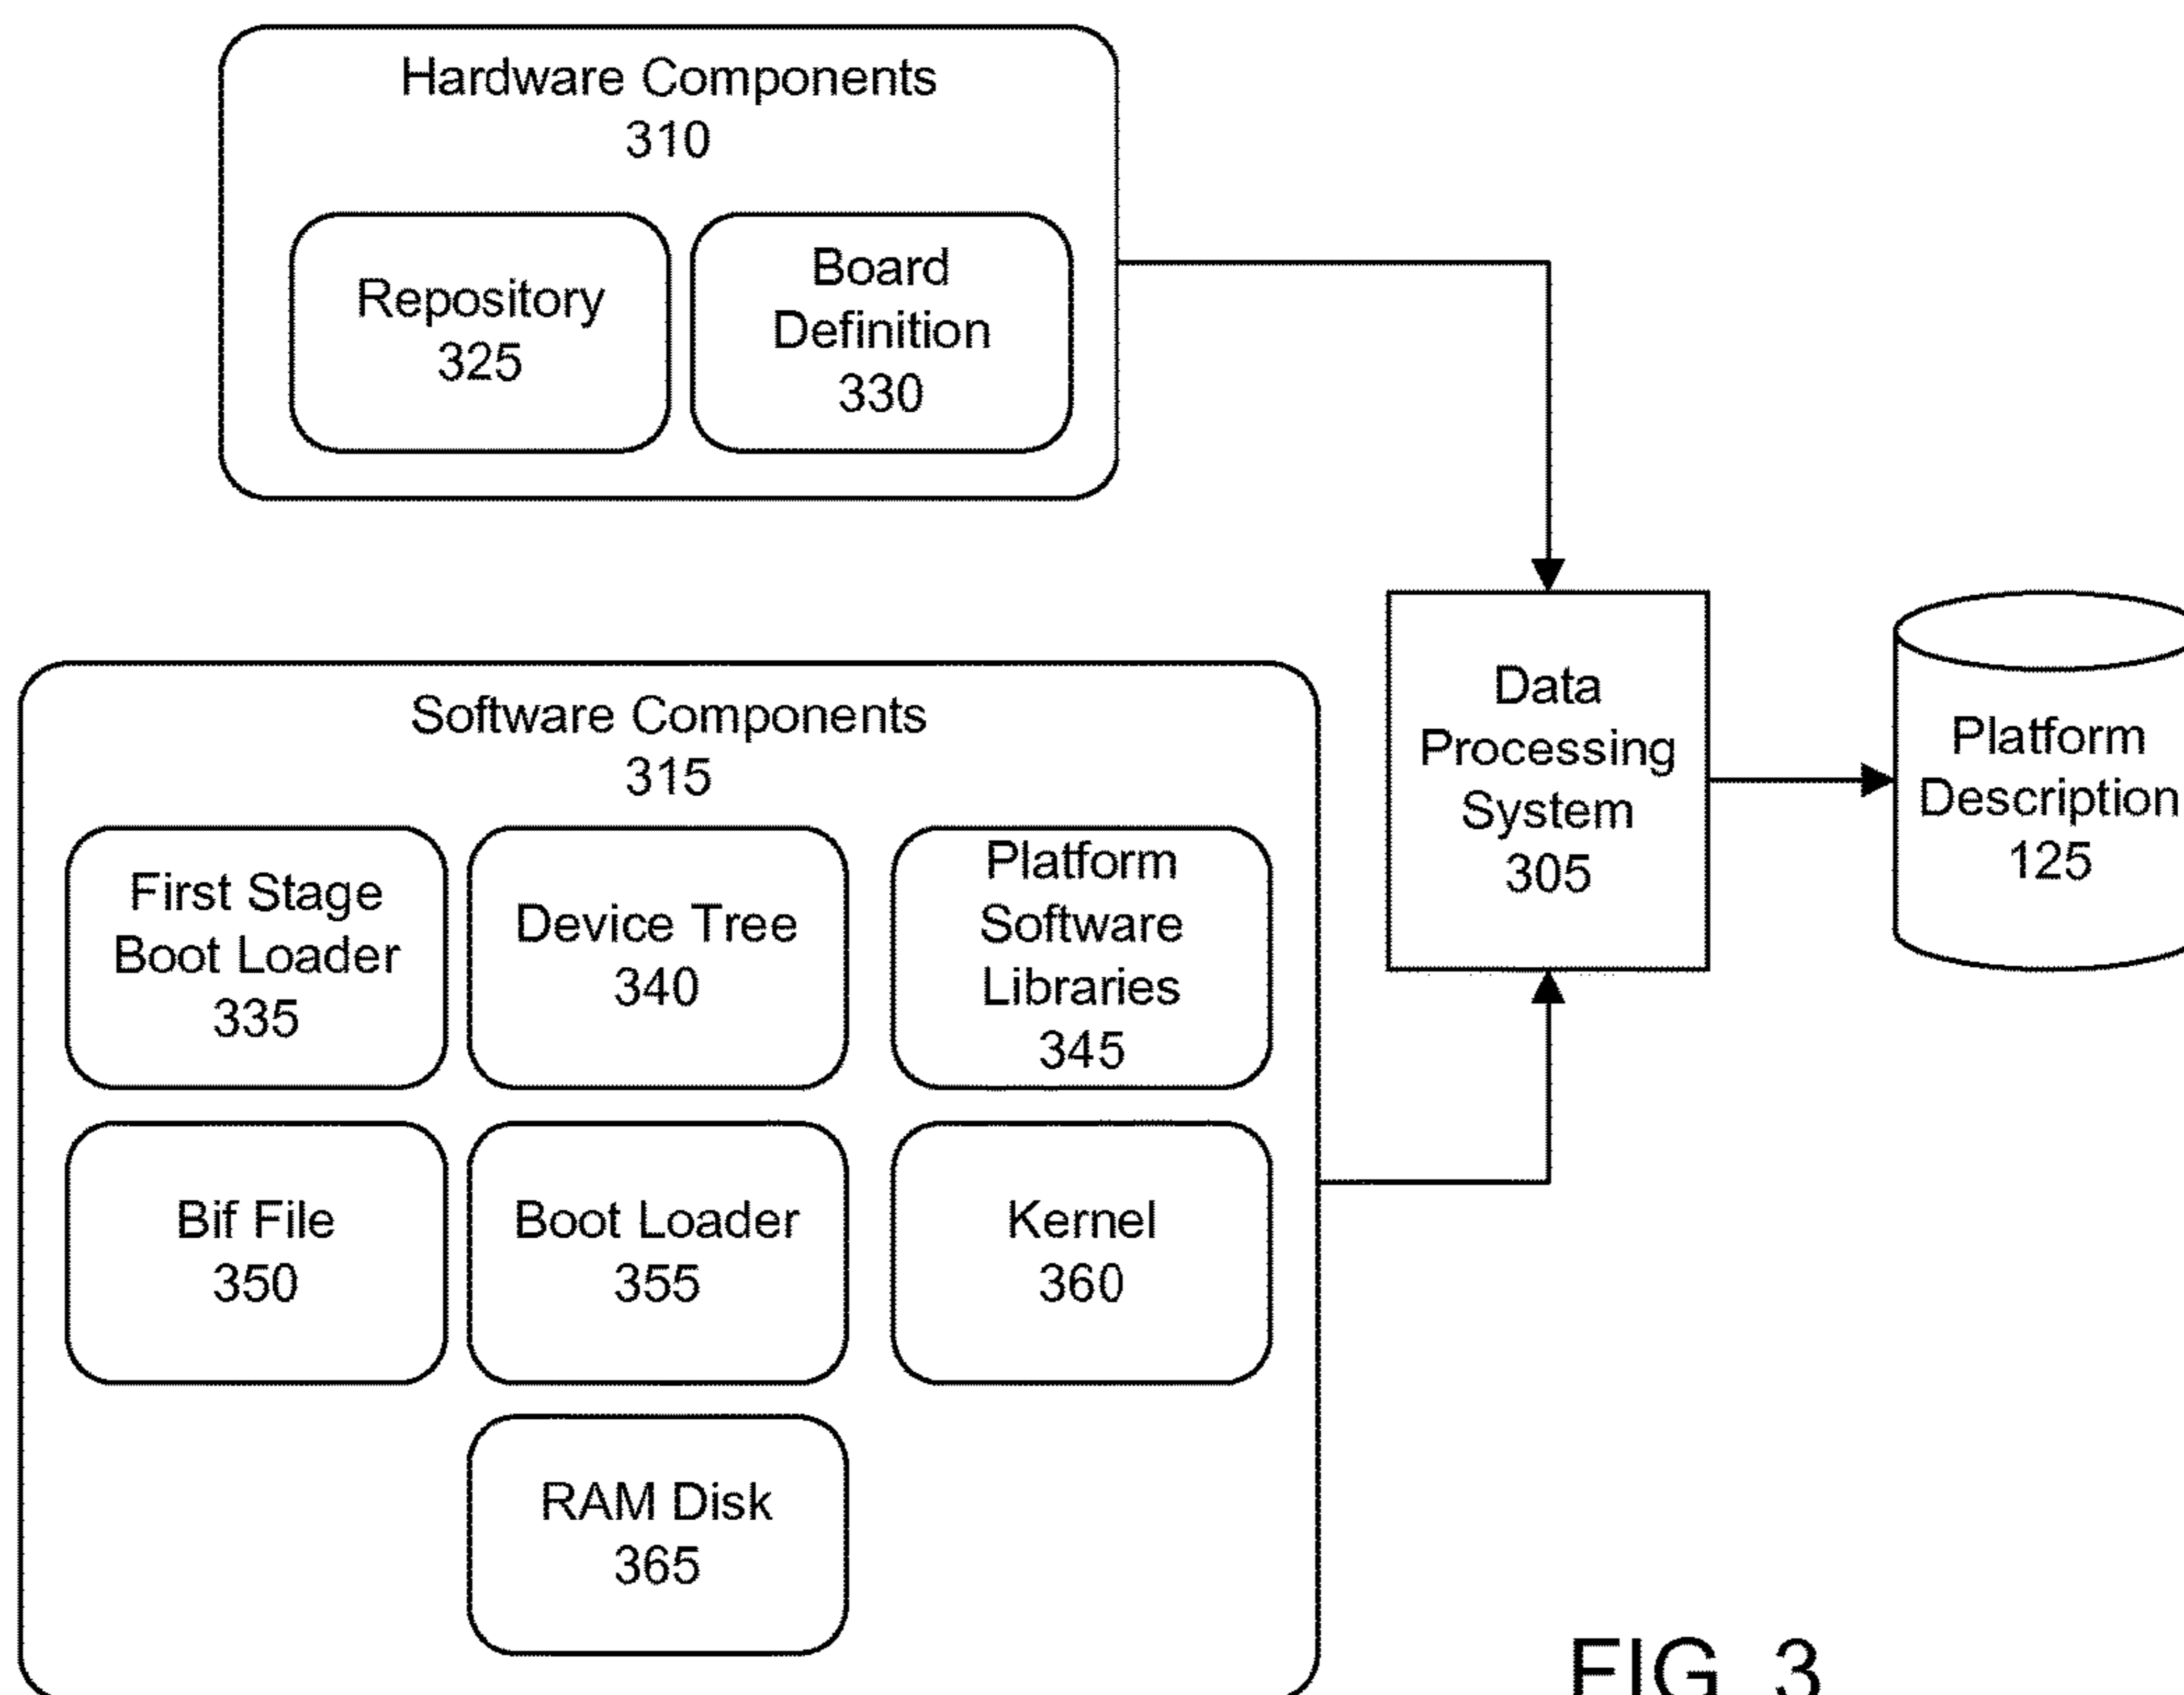 Hardware Components
310
Repository
325
Board
Definition
330
Software Components
315
First Stage
Boot Loader
335
Device Tree
340
Platform
Software
Libraries
345
Bif File
350
Boot Loader
355
Kernel
360
RAM Disk
365
Data
Processing
System
305
Platform
Description
125
FIG. 3